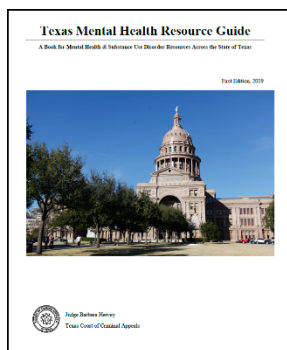 Texas Mental Health Resource Guide
A Book for Mental Health & Substance Use Disorder Resources Across the State of Texas
First Edition, 2019
Judge Barbara Hervey
Texas Court of Criminal Appeals